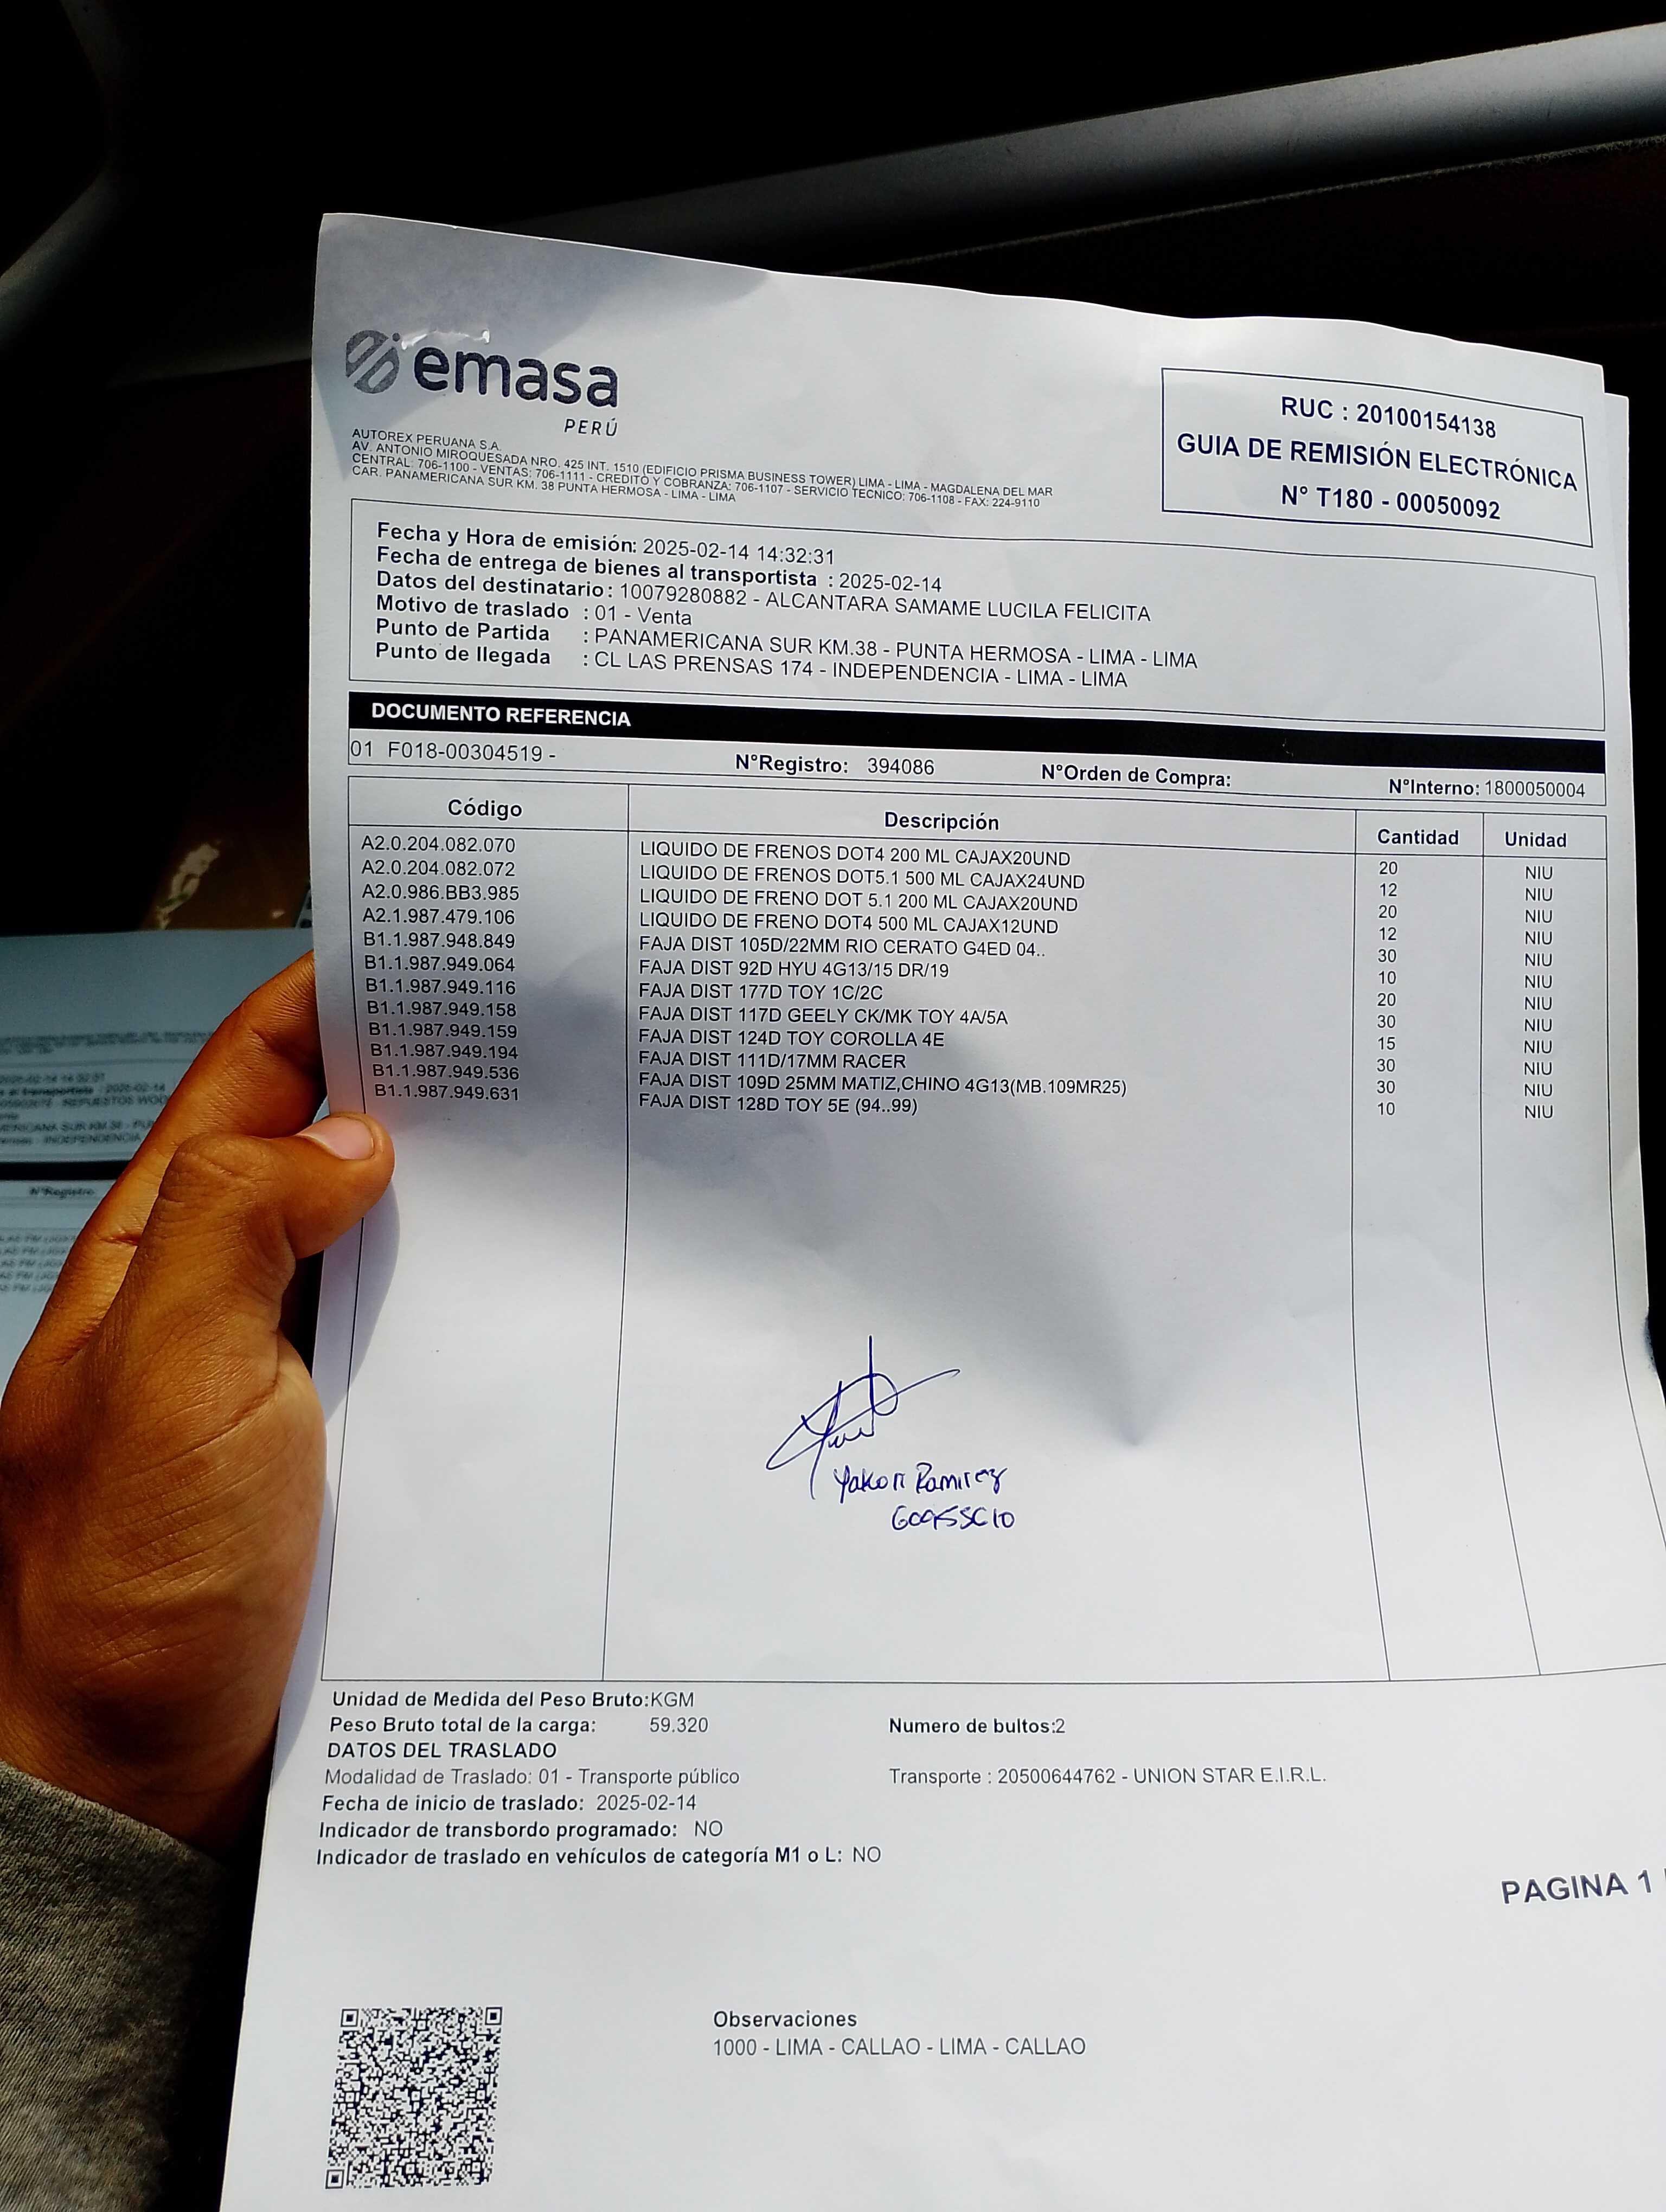 emasa
PERÚ
AUTOREX PERUANA S.A.
AV. ANTONIO MIROQUESADA NRO. 425 INT. 1510 (EDIFICIO PRISMA BUSINESS TOWER) LIMA - LIMA - MAGDALENA DEL MAR
CENTRAL: 706-1100 - VENTAS: 706-1111 - CREDITO Y COBRANZA: 706-1107 - SERVICIO TECNICO: 706-1108 - FAX: 224-9110
CAR. PANAMERICANA SUR KM. 38 PUNTA HERMOSA - LIMA - LIMA
RUC : 20100154138
GUIA DE REMISIÓN ELECTRÓNICA
N° T180 - 00050092
Fecha y Hora de emisión: 2025-02-14 14:32:31
Fecha de entrega de bienes al transportista : 2025-02-14
Datos del destinatario : 10079280882 - ALCANTARA SAMAME LUCILA FELICITA
Motivo de traslado : 01 - Venta
Punto de Partida : PANAMERICANA SUR KM.38 - PUNTA HERMOSA - LIMA - LIMA
Punto de llegada : CL LAS PRENSAS 174 - INDEPENDENCIA - LIMA - LIMA
DOCUMENTO REFERENCIA
01 F018-00304519 - N°Registro: 394086 N°Orden de Compra: N°Interno: 1800050004
Código Descripción Cantidad Unidad
A2.0.204.082.070 LIQUIDO DE FRENOS DOT4 200 ML CAJAX20UND 20 NIU
A2.0.204.082.072 LIQUIDO DE FRENOS DOT5.1 500 ML CAJAX24UND 12 NIU
A2.0.986.BB3.985 LIQUIDO DE FRENO DOT 5.1 200 ML CAJAX20UND 20 NIU
A2.1.987.479.106 LIQUIDO DE FRENO DOT4 500 ML CAJAX12UND 12 NIU
B1.1.987.948.849 FAJA DIST 105D/22MM RIO CERATO G4ED 04.. 30 NIU
B1.1.987.949.064 FAJA DIST 92D HYU 4G13/15 DR/19 10 NIU
B1.1.987.949.116 FAJA DIST 177D TOY 1C/2C 20 NIU
B1.1.987.949.158 FAJA DIST 117D GEELY CK/MK TOY 4A/5A 30 NIU
B1.1.987.949.159 FAJA DIST 124D TOY COROLLA 4E 15 NIU
B1.1.987.949.194 FAJA DIST 111D/17MM RACER 30 NIU
B1.1.987.949.536 FAJA DIST 109D 25MM MATIZ,CHINO 4G13(MB.109MR25) 30 NIU
B1.1.987.949.631 FAJA DIST 128D TOY 5E (94..99) 10 NIU
Ramirez
Unidad de Medida del Peso Bruto:KGM
Peso Bruto total de la carga: 59.320 Numero de bultos:2
DATOS DEL TRASLADO
Modalidad de Traslado: 01 - Transporte público Transporte : 20500644762 - UNION STAR E.I.R.L.
Fecha de inicio de traslado: 2025-02-14
Indicador de transbordo programado: NO
Indicador de traslado en vehículos de categoría M1 o L: NO
PAGINA 1
Observaciones
1000 - LIMA - CALLAO - LIMA - CALLAO
N°Registro